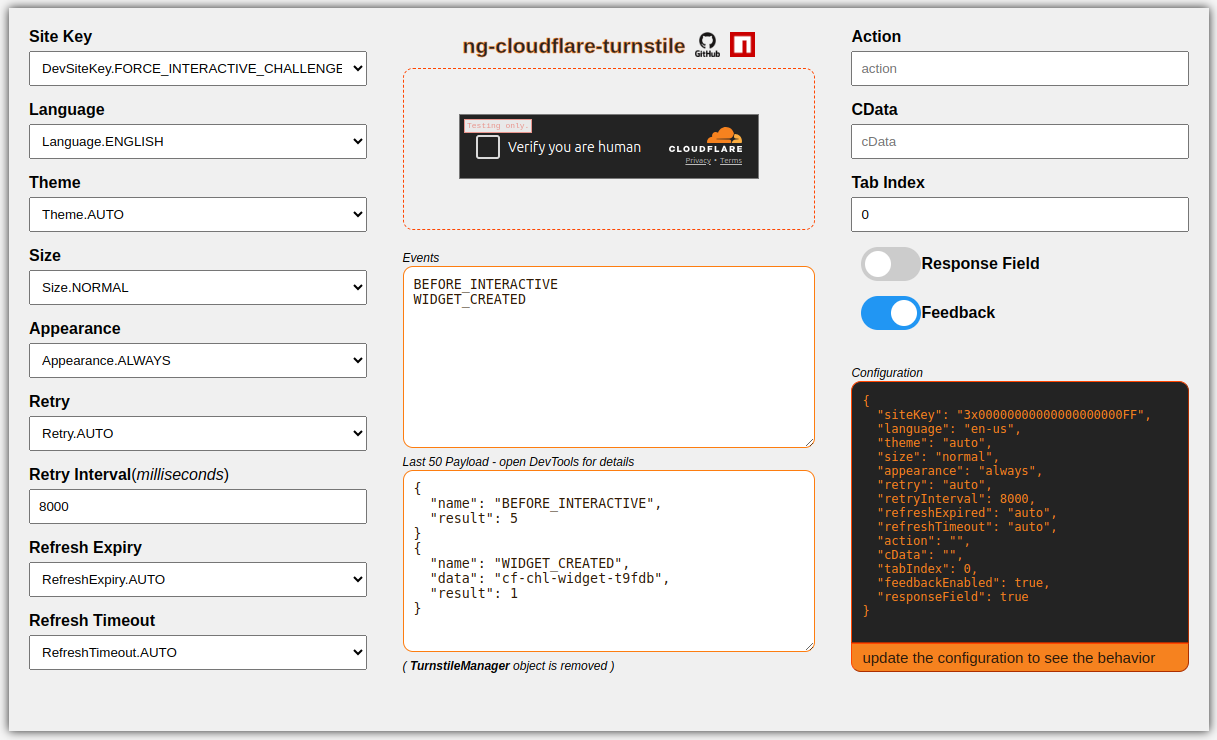 Site Key
DevSiteKey.FORCE_INTERACTIVE_CHALLENGE
Language
Language.ENGLISH
Theme
Theme.AUTO
Size
Size.NORMAL
Appearance
Appearance.ALWAYS
Retry
Retry.AUTO
Retry Interval(milliseconds)
8000
Refresh Expiry
RefreshExpiry.AUTO
Refresh Timeout
RefreshTimeout.AUTO
ng-cloudflare-turnstile
GitHub
Testing only.
Verify you are human
CLOUDFLARE
Privacy • Terms
Events
BEFORE_INTERACTIVE
WIDGET_CREATED
Last 50 Payload - open DevTools for details
{
"name": "BEFORE_INTERACTIVE",
"result": 5
}
{
"name": "WIDGET_CREATED",
"data": "cf-chl-widget-t9fdb",
"result": 1
}
( TurnstileManager object is removed )
Action
action
CData
cData
Tab Index
0
Response Field
Feedback
Configuration
{
"siteKey": "3x00000000000000000000FF",
"language": "en-us",
"theme": "auto",
"size": "normal",
"appearance": "always",
"retry": "auto",
"retryInterval": 8000,
"refreshExpired": "auto",
"refreshTimeout": "auto",
"action": "",
"cData": "",
"tabIndex": 0,
"feedbackEnabled": true,
"responseField": true
}
update the configuration to see the behavior